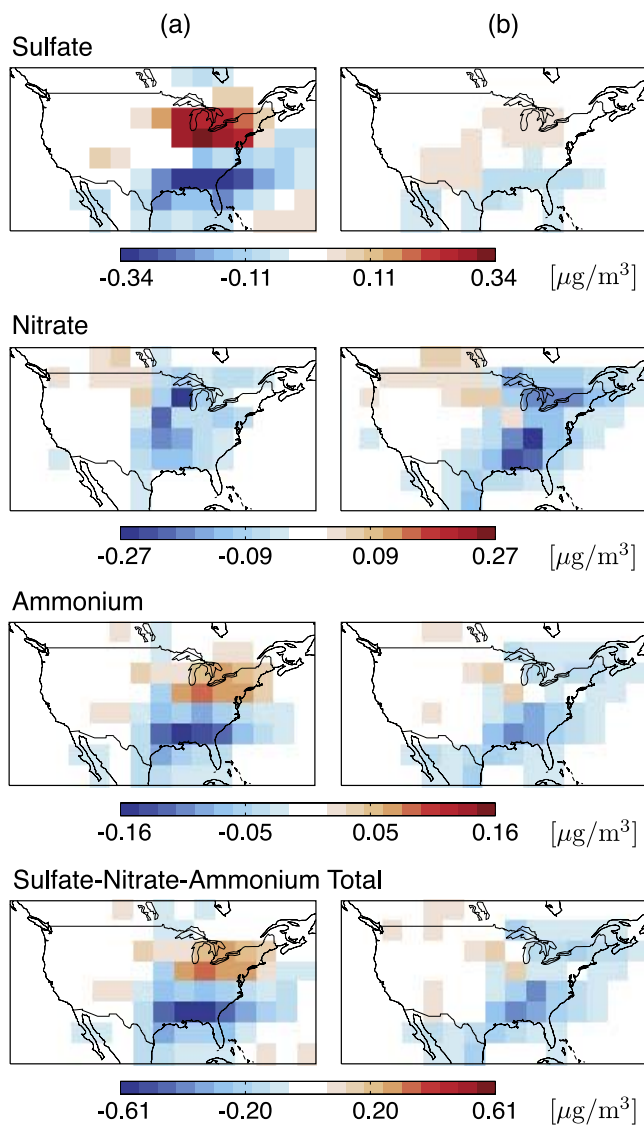 (a) (b)
Sulfate
-0.34 -0.11 0.11 0.34 [μg/m³]
Nitrate
-0.27 -0.09 0.09 0.27 [μg/m³]
Ammonium
-0.16 -0.05 0.05 0.16 [μg/m³]
Sulfate-Nitrate-Ammonium Total
-0.61 -0.20 0.20 0.61 [μg/m³]